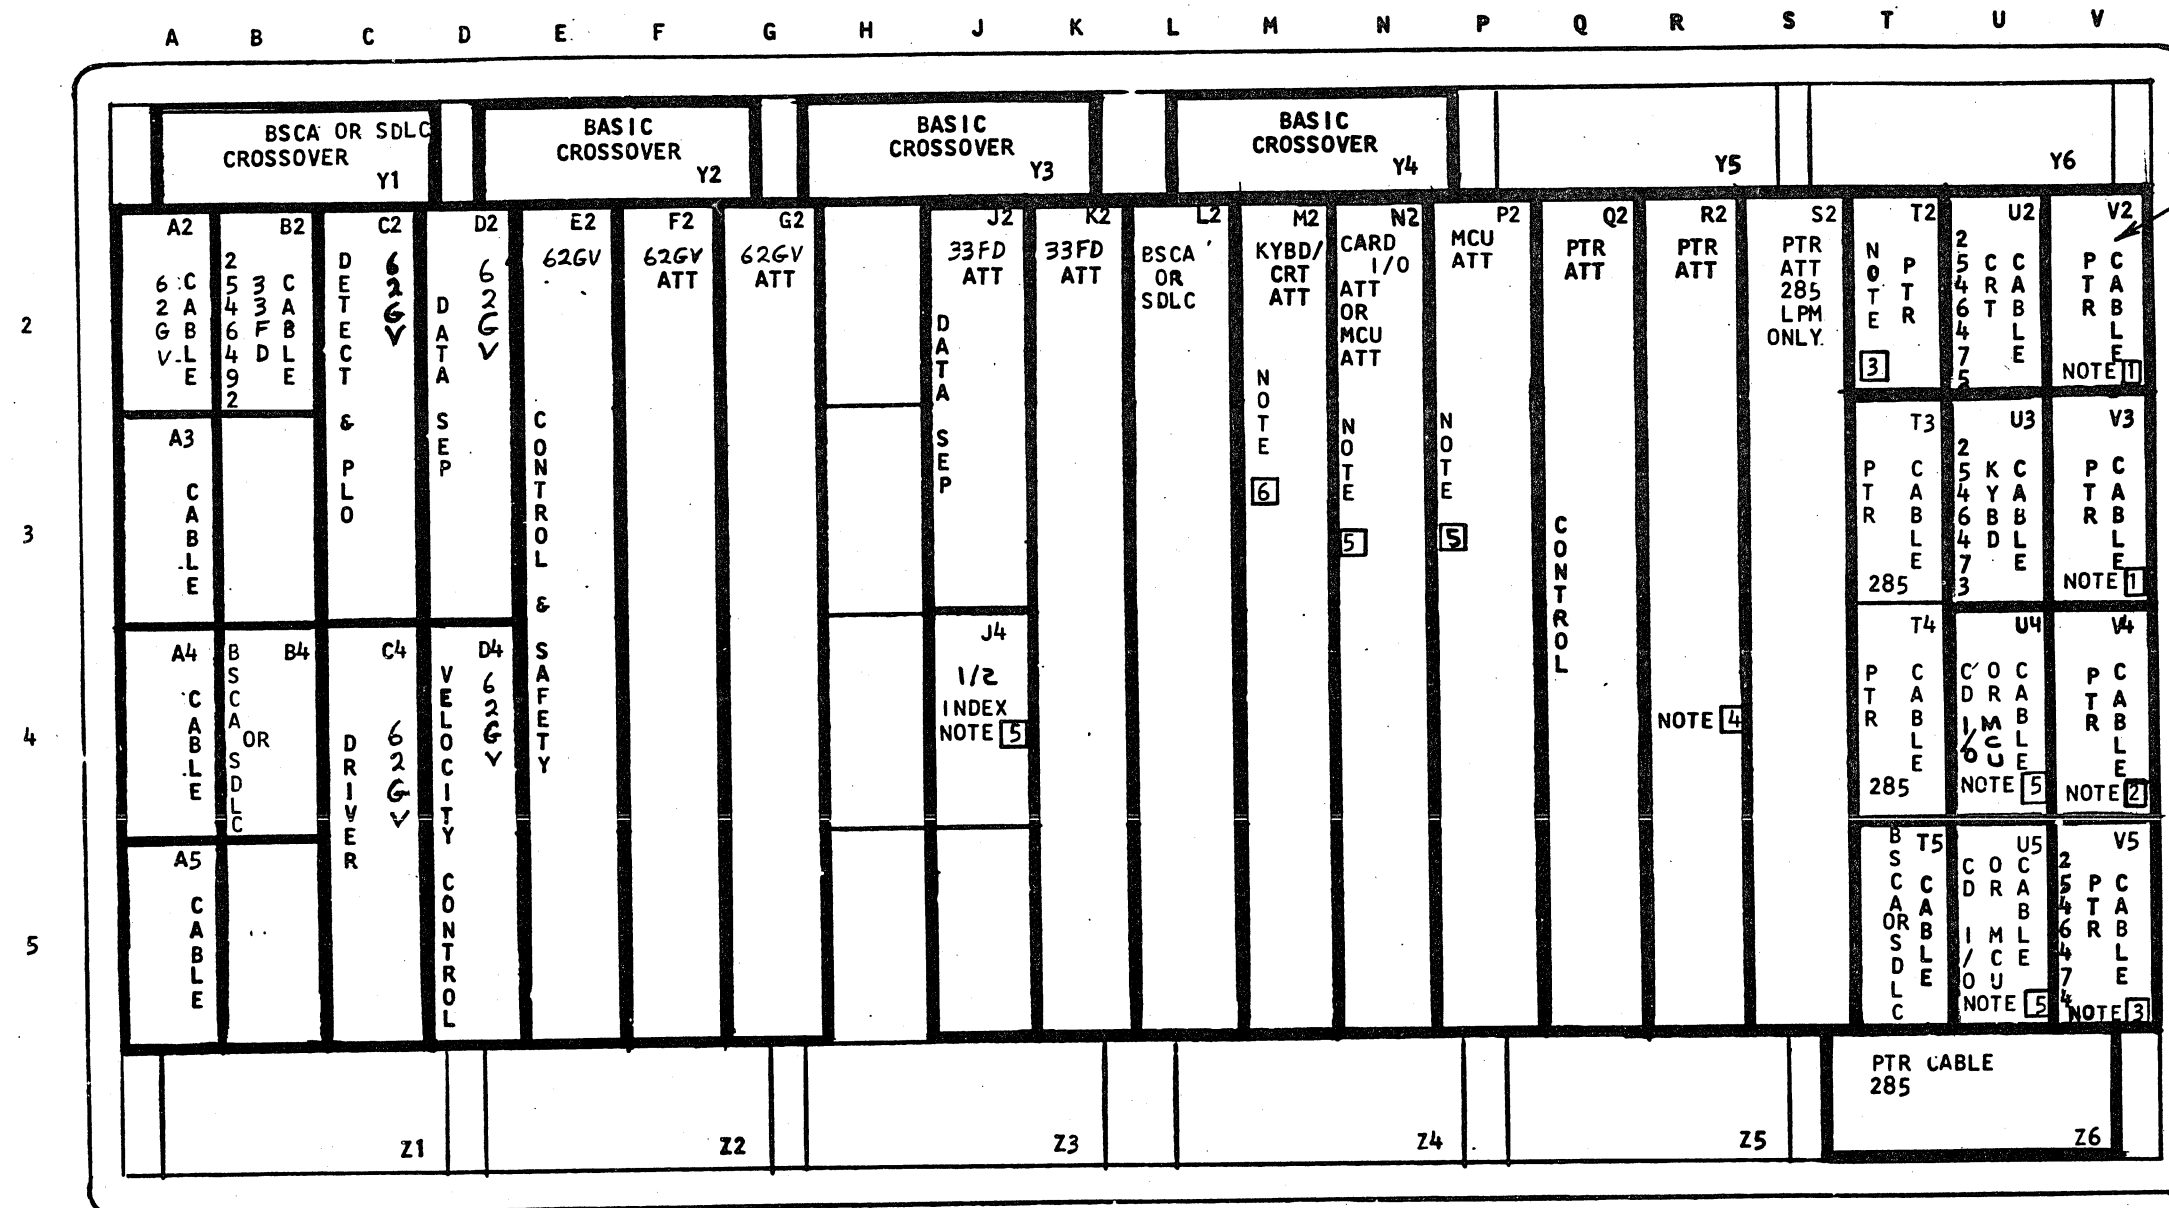 A B C D E F G H J K L M N P Q R S T U V
BSCA OR SDLC
CROSSOVER
Y1
BASIC
CROSSOVER
Y2
BASIC
CROSSOVER
Y3
BASIC
CROSSOVER
Y4
Y5
Y6
2
3
4
5
A2
62GV
CABLE
A3
CABLE
A4
CABLE
A5
CABLE
B2
2546492
33FD
CABLE
B4
BSCA
OR
SDLC
C2
DETECT & PLO
62GV
C4
DRIVER
62GV
D2
DATA SEP
62GV
D4
VELOCITY CONTROL
62GV
E2
62GV
CONTROL & SAFETY
F2
62GV
ATT
G2
62GV
ATT
J2
33FD
ATT
DATA SEP
J4
1/2
INDEX
NOTE 5
K2
33FD
ATT
L2
BSCA
OR
SDLC
M2
KYBD/
CRT
ATT
NOTE
6
N2
CARD
I/O
ATT
OR
MCU
ATT
NOTE
5
P2
MCU
ATT
NOTE
5
Q2
PTR
ATT
CONTROL
R2
PTR
ATT
NOTE 4
S2
PTR
ATT
285
LPM
ONLY
T2
NOTE
3
PTR
T3
PTR
CABLE
285
T4
PTR
CABLE
285
T5
BSCA
OR
SDLC
CABLE
U2
2546475
CRT
CABLE
U3
2546473
KYBD
CABLE
U4
CD I/O
OR MCU
CABLE
NOTE 5
U5
CD I/O
OR MCU
CABLE
NOTE 5
V2
PTR
CABLE
NOTE 1
V3
PTR
CABLE
NOTE 1
V4
PTR
CABLE
NOTE 2
V5
2546474
PTR
CABLE
NOTE 3
Z1
Z2
Z3
Z4
Z5
PTR CABLE
285
Z6